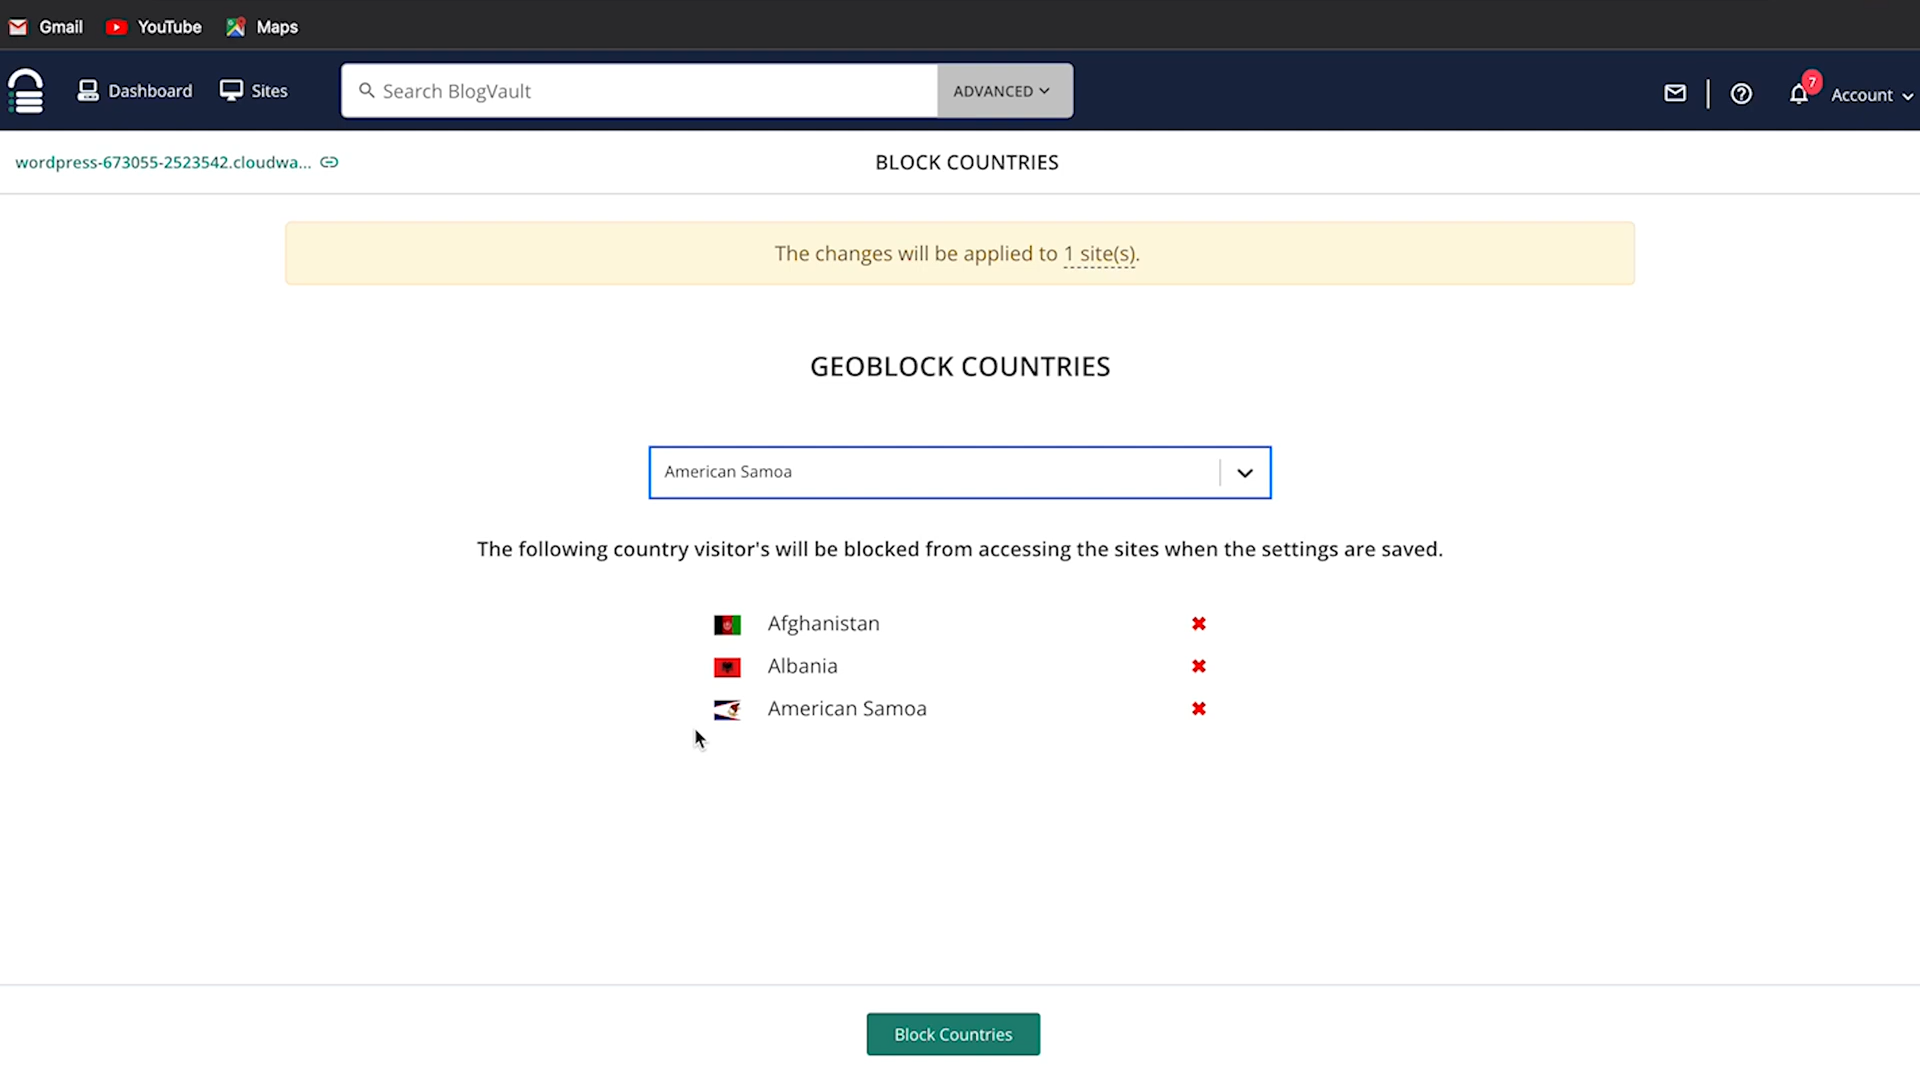 Gmail YouTube Maps
Dashboard Sites Search BlogVault ADVANCED 7 Account
wordpress-673055-2523542.cloudwa... BLOCK COUNTRIES
The changes will be applied to 1 site(s).
GEOBLOCK COUNTRIES
American Samoa
The following country visitor's will be blocked from accessing the sites when the settings are saved.
Afghanistan
Albania
American Samoa
Block Countries